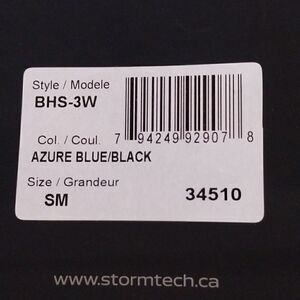 Style / Modele
BHS-3W
Col. / Coul.
7 94249 92907 8
AZURE BLUE/BLACK
Size / Grandeur
SM
34510
www.stormtech.ca